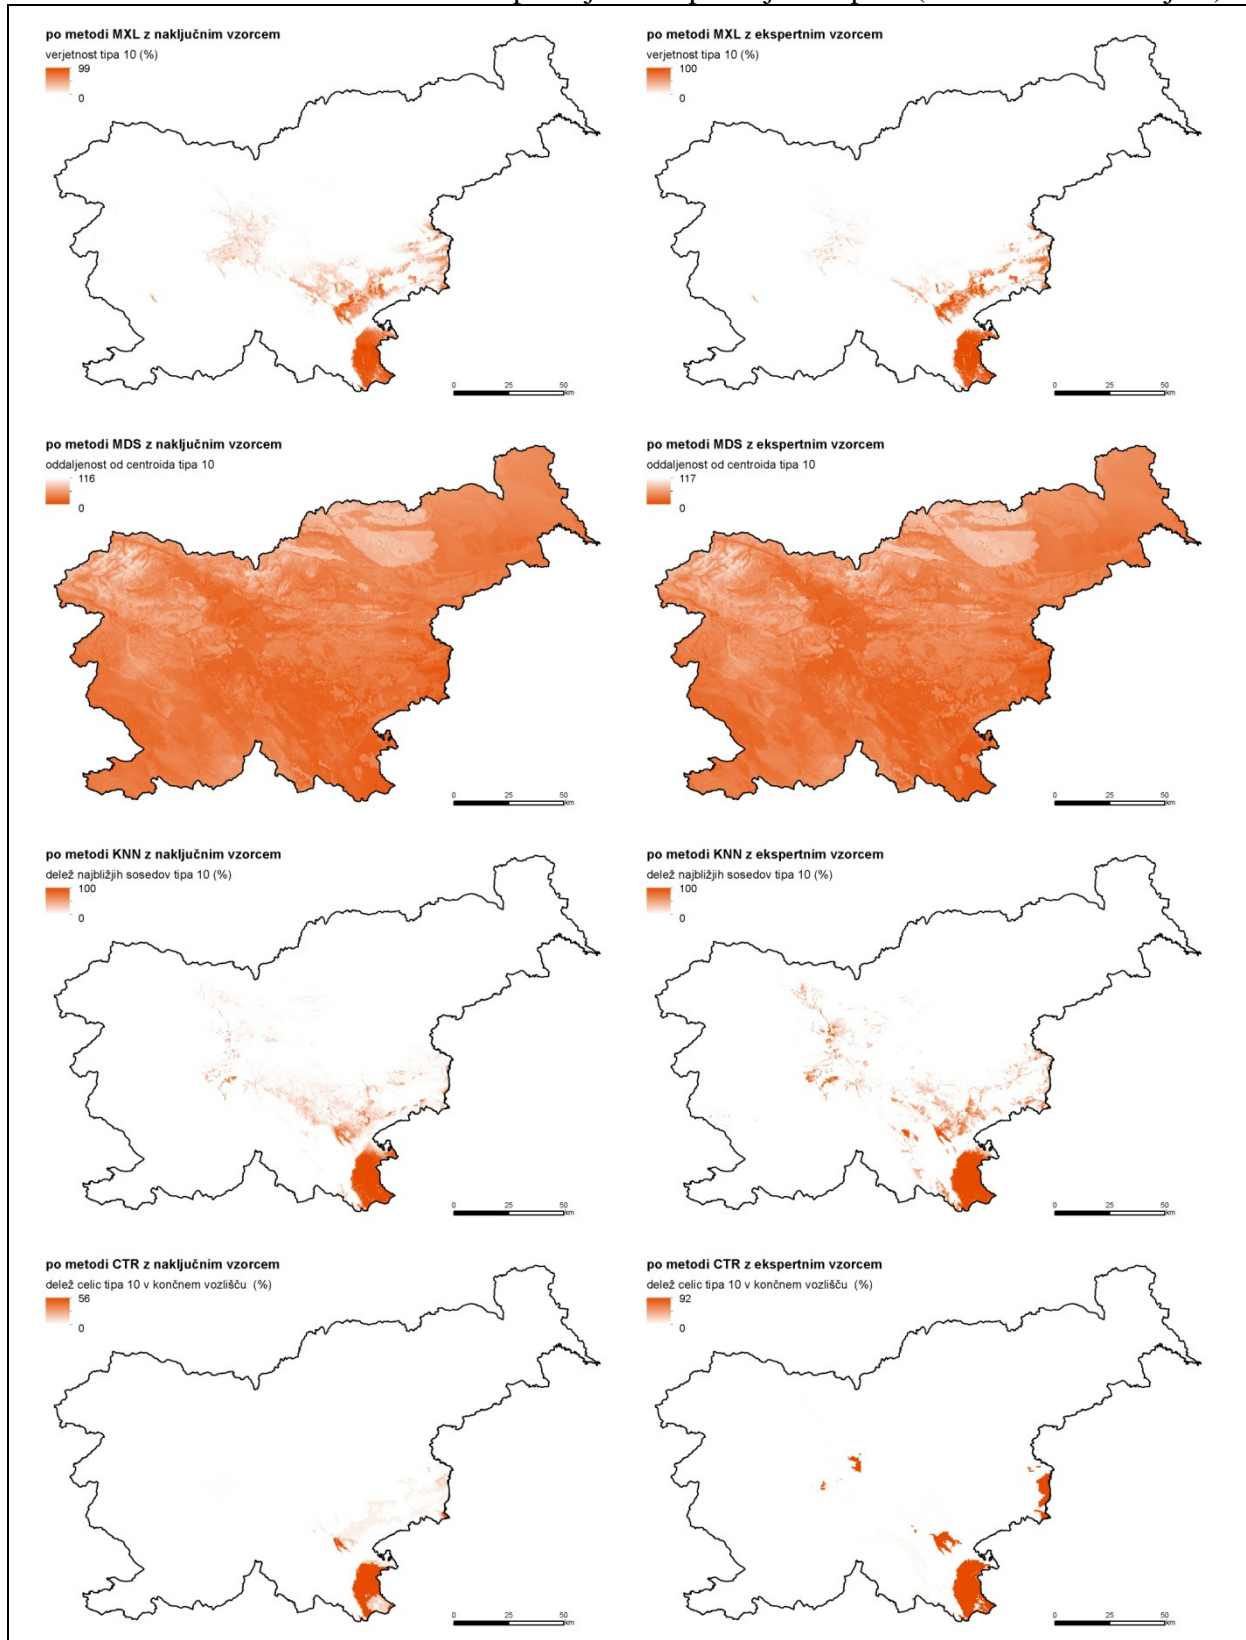 po metodi MXL z naključnim vzorcem
verjetnost tipa 10 (%)
99
0
0 25 50
km
po metodi MXL z ekspertnim vzorcem
verjetnost tipa 10 (%)
100
0
0 25 50
km
po metodi MDS z naključnim vzorcem
oddaljenost od centroida tipa 10
116
0
0 25 50
km
po metodi MDS z ekspertnim vzorcem
oddaljenost od centroida tipa 10
117
0
0 25 50
km
po metodi KNN z naključnim vzorcem
delež najbližjih sosedov tipa 10 (%)
100
0
0 25 50
km
po metodi KNN z ekspertnim vzorcem
delež najbližjih sosedov tipa 10 (%)
100
0
0 25 50
km
po metodi CTR z naključnim vzorcem
delež celic tipa 10 v končnem vozlišču (%)
56
0
0 25 50
km
po metodi CTR z ekspertnim vzorcem
delež celic tipa 10 v končnem vozlišču (%)
92
0
0 25 50
km